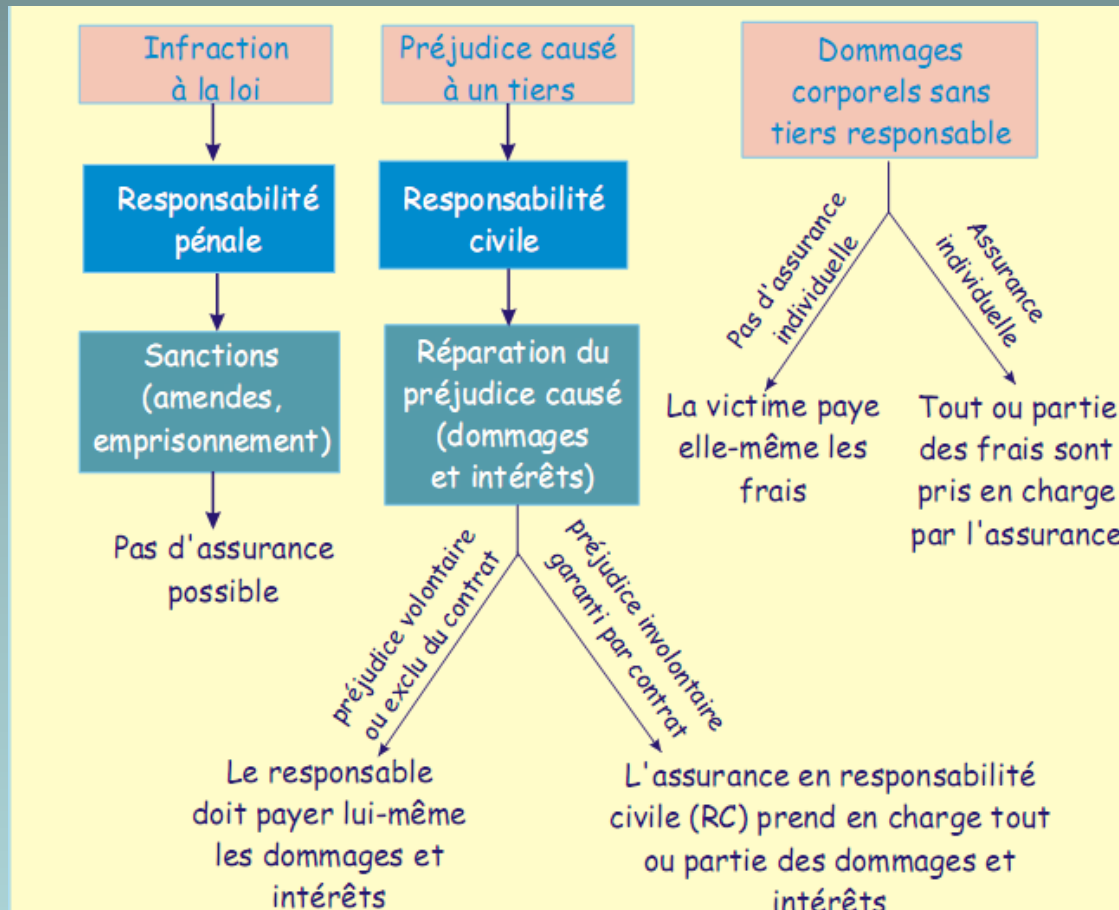 Infraction
à la loi
Responsabilité
pénale
Sanctions
(amendes,
emprisonnement)
Pas d'assurance
possible
Préjudice causé
à un tiers
Responsabilité
civile
Réparation du
préjudice causé
(dommages
et intérêts)
préjudice volontaire
ou exclu du contrat
Le responsable
doit payer lui-même
les dommages et
intérêts
préjudice involontaire
garanti par contrat
L'assurance en responsabilité
civile (RC) prend en charge tout
ou partie des dommages et
intérêts
Dommages
corporels sans
tiers responsable
Pas d'assurance
individuelle
La victime paye
elle-même les
frais
Assurance
individuelle
Tout ou partie
des frais sont
pris en charge
par l'assurance